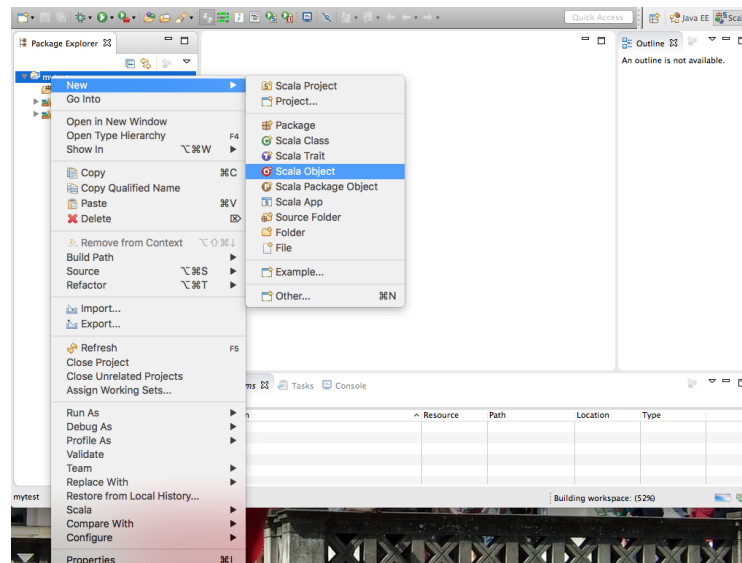 Quick Access
Java EE
Scal
Package Explorer
Outline
An outline is not available.
New
Go Into
Open in New Window
Open Type Hierarchy F4
Show In ⌥⌘W
Copy ⌘C
Copy Qualified Name
Paste ⌘V
Delete ⌦
Remove from Context ⌥⇧⌘↓
Build Path
Source ⌥⌘S
Refactor ⌥⌘T
Import...
Export...
Refresh F5
Close Project
Close Unrelated Projects
Assign Working Sets...
Run As
Debug As
Profile As
Validate
Team
Replace With
Restore from Local History...
Scala
Compare With
Configure
Properties ⌘I
Scala Project
Project...
Package
Scala Class
Scala Trait
Scala Object
Scala Package Object
Scala App
Source Folder
Folder
File
Example...
Other... ⌘N
ms
Tasks
Console
n
Resource Path Location Type
mytest
Building workspace: (52%)